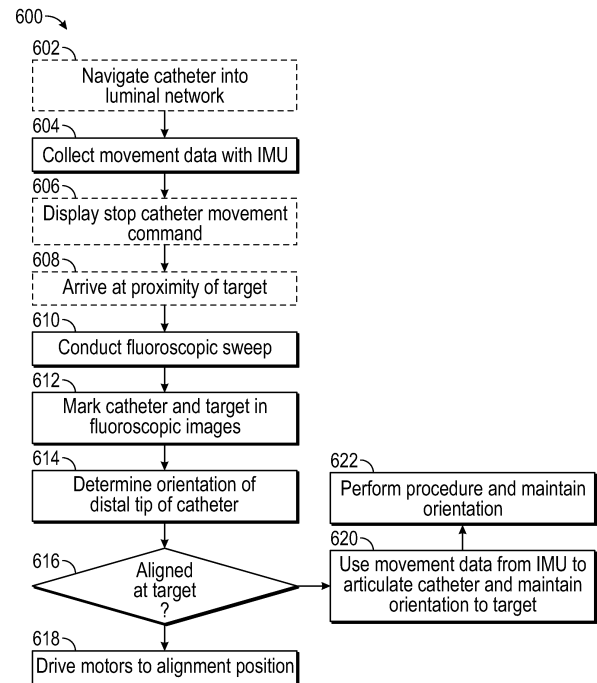 600
602
Navigate catheter into
luminal network
604
Collect movement data with IMU
606
Display stop catheter movement
command
608
Arrive at proximity of target
610
Conduct fluoroscopic sweep
612
Mark catheter and target in
fluoroscopic images
614
Determine orientation of
distal tip of catheter
616
Aligned
at target
?
618
Drive motors to alignment position
620
Use movement data from IMU to
articulate catheter and maintain
orientation to target
622
Perform procedure and maintain
orientation